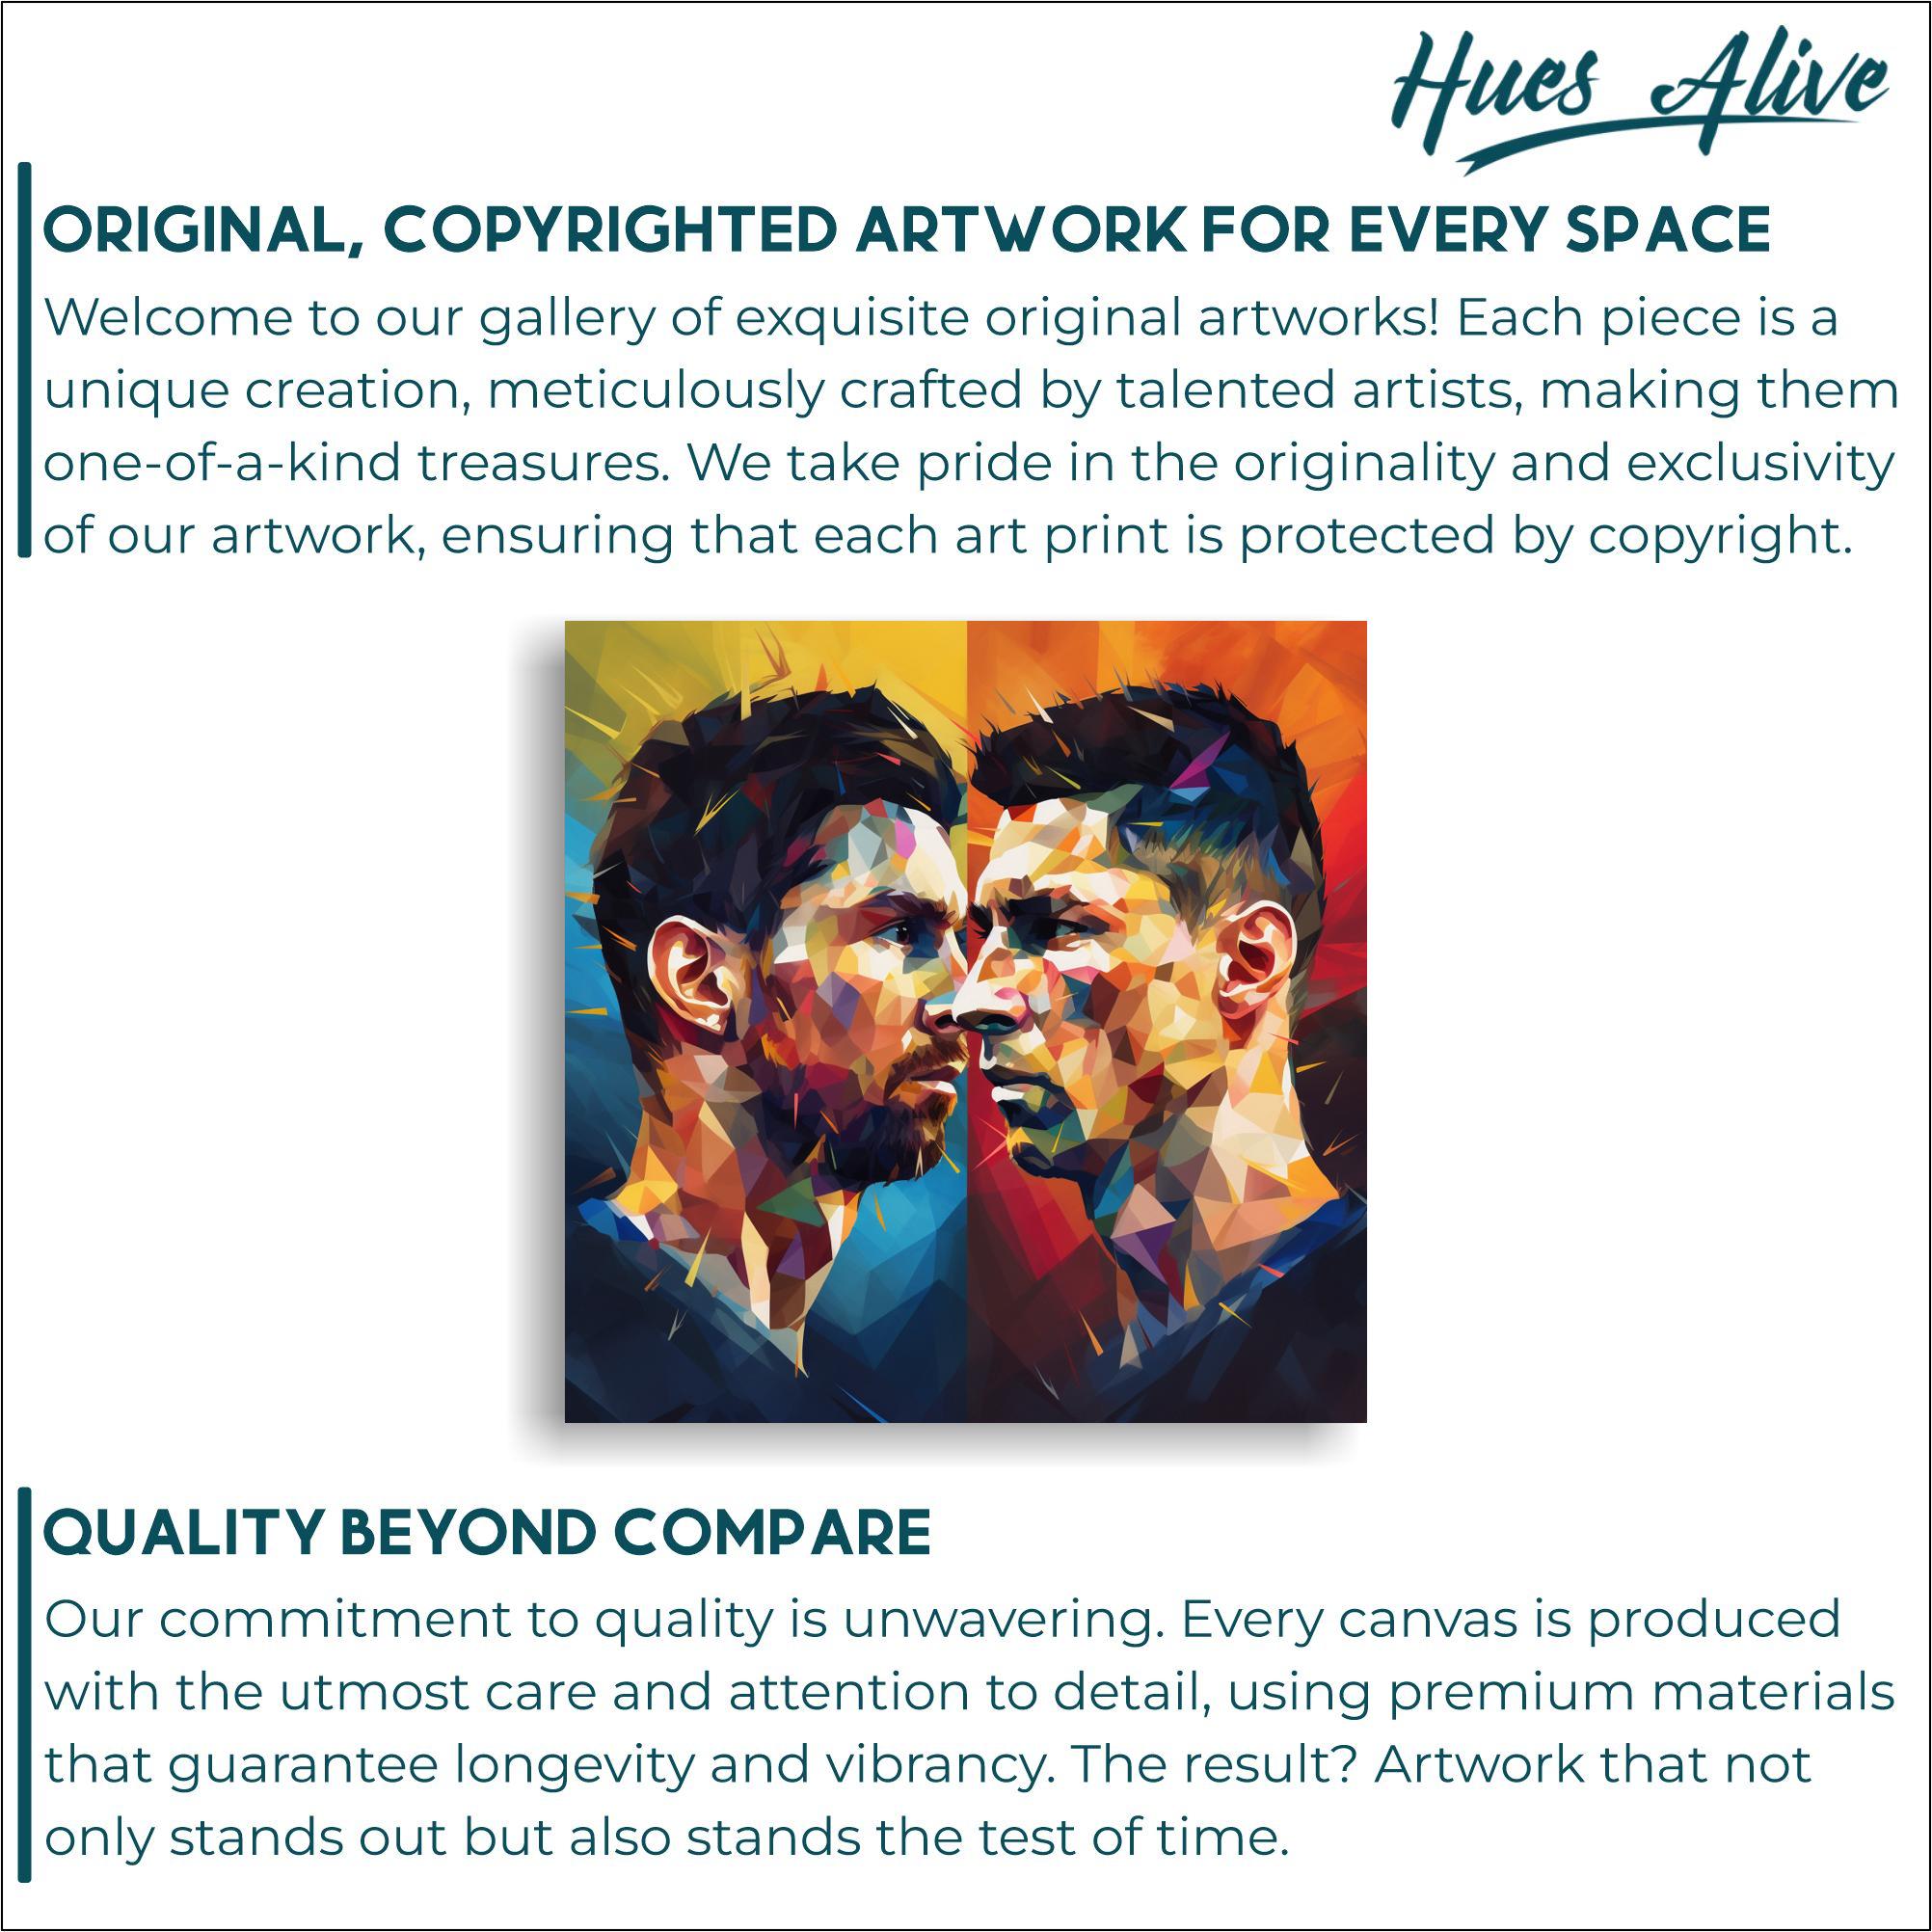 Hues Alive
ORIGINAL, COPYRIGHTED ARTWORK FOR EVERY SPACE
Welcome to our gallery of exquisite original artworks! Each piece is a
unique creation, meticulously crafted by talented artists, making them
one-of-a-kind treasures. We take pride in the originality and exclusivity
of our artwork, ensuring that each art print is protected by copyright.
QUALITY BEYOND COMPARE
Our commitment to quality is unwavering. Every canvas is produced
with the utmost care and attention to detail, using premium materials
that guarantee longevity and vibrancy. The result? Artwork that not
only stands out but also stands the test of time.